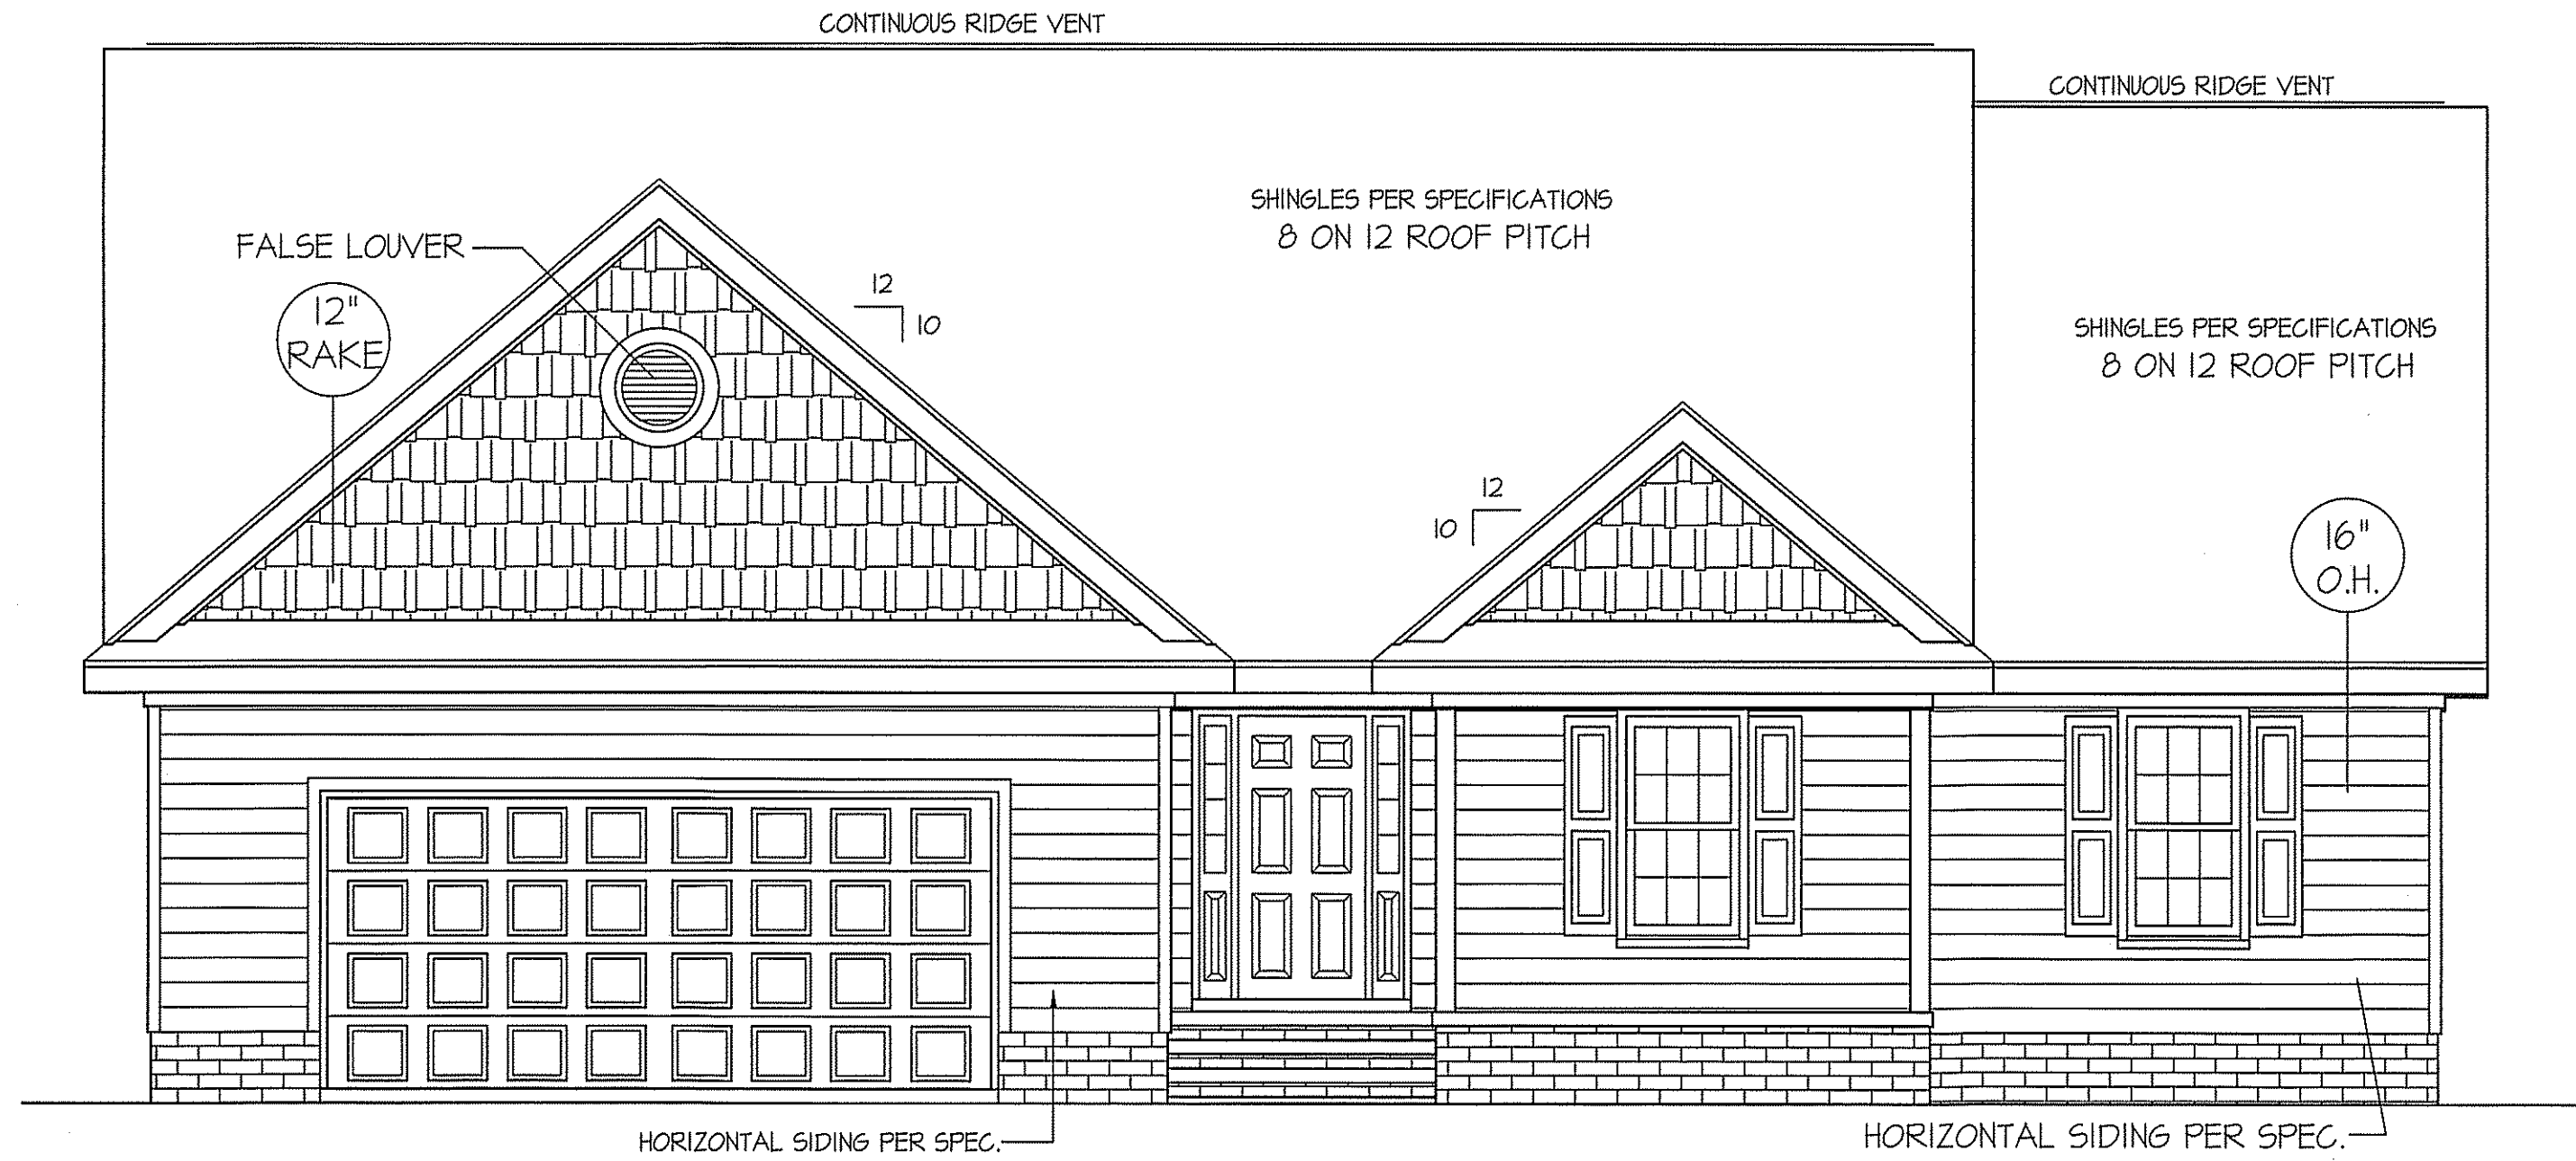 CONTINUOUS RIDGE VENT
CONTINUOUS RIDGE VENT
SHINGLES PER SPECIFICATIONS
8 ON 12 ROOF PITCH
FALSE LOUVER
12"
RAKE
12
10
SHINGLES PER SPECIFICATIONS
8 ON 12 ROOF PITCH
12
10
16"
O.H.
HORIZONTAL SIDING PER SPEC.
HORIZONTAL SIDING PER SPEC.